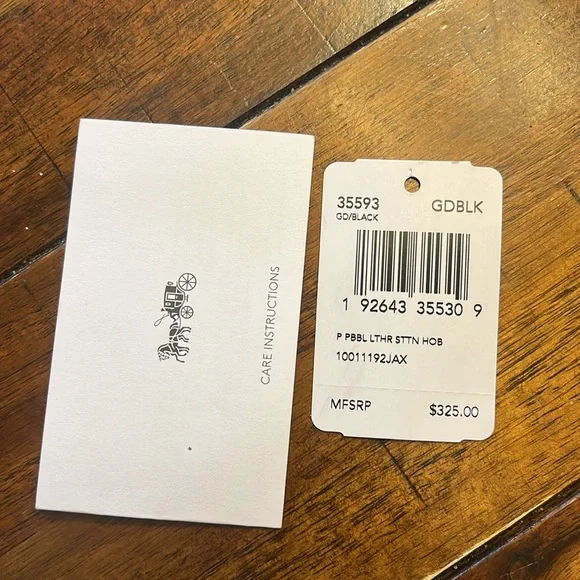 CARE INSTRUCTIONS
35593 GDBLK
GD/BLACK
1 92643 35530 9
P PBBL LTHR STTN HOB
10011192JAX
MFSRP $325.00